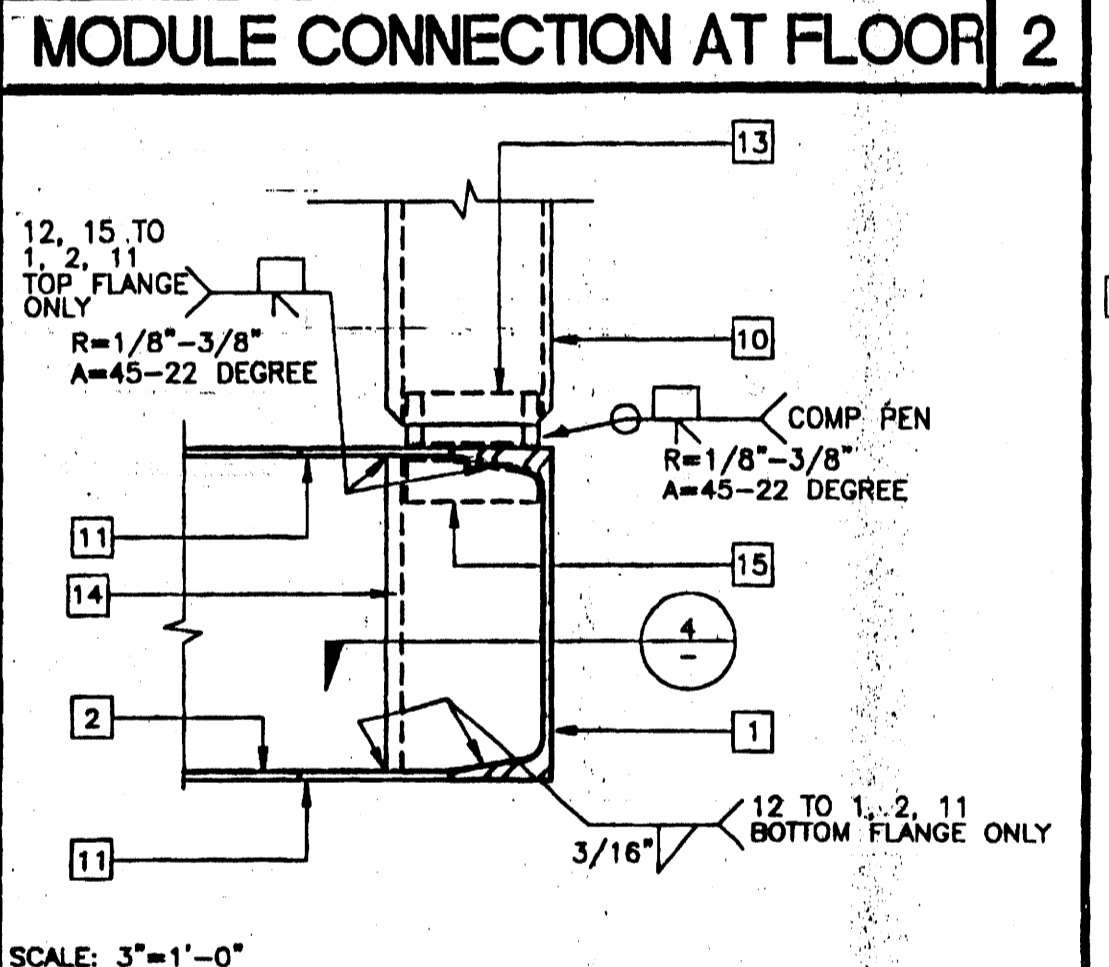 MODULE CONNECTION AT FLOOR 2
13
12, 15 TO
1, 2, 11
TOP FLANGE
ONLY
R=1/8"-3/8"
A=45-22 DEGREE
10
COMP PEN
R=1/8"-3/8"
A=45-22 DEGREE
11
15
14
4
-
2
1
12 TO 1, 2, 11
BOTTOM FLANGE ONLY
3/16"
11
SCALE: 3"=1'-0"